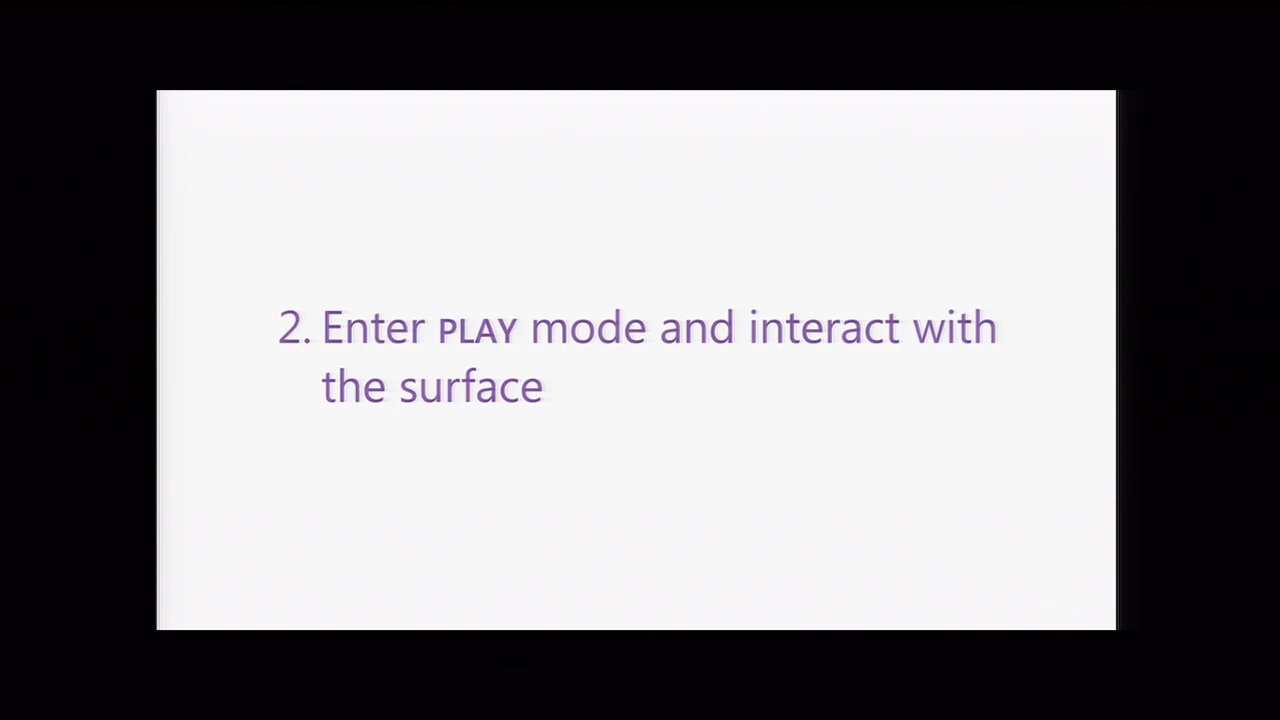 2. Enter PLAY mode and interact with
the surface